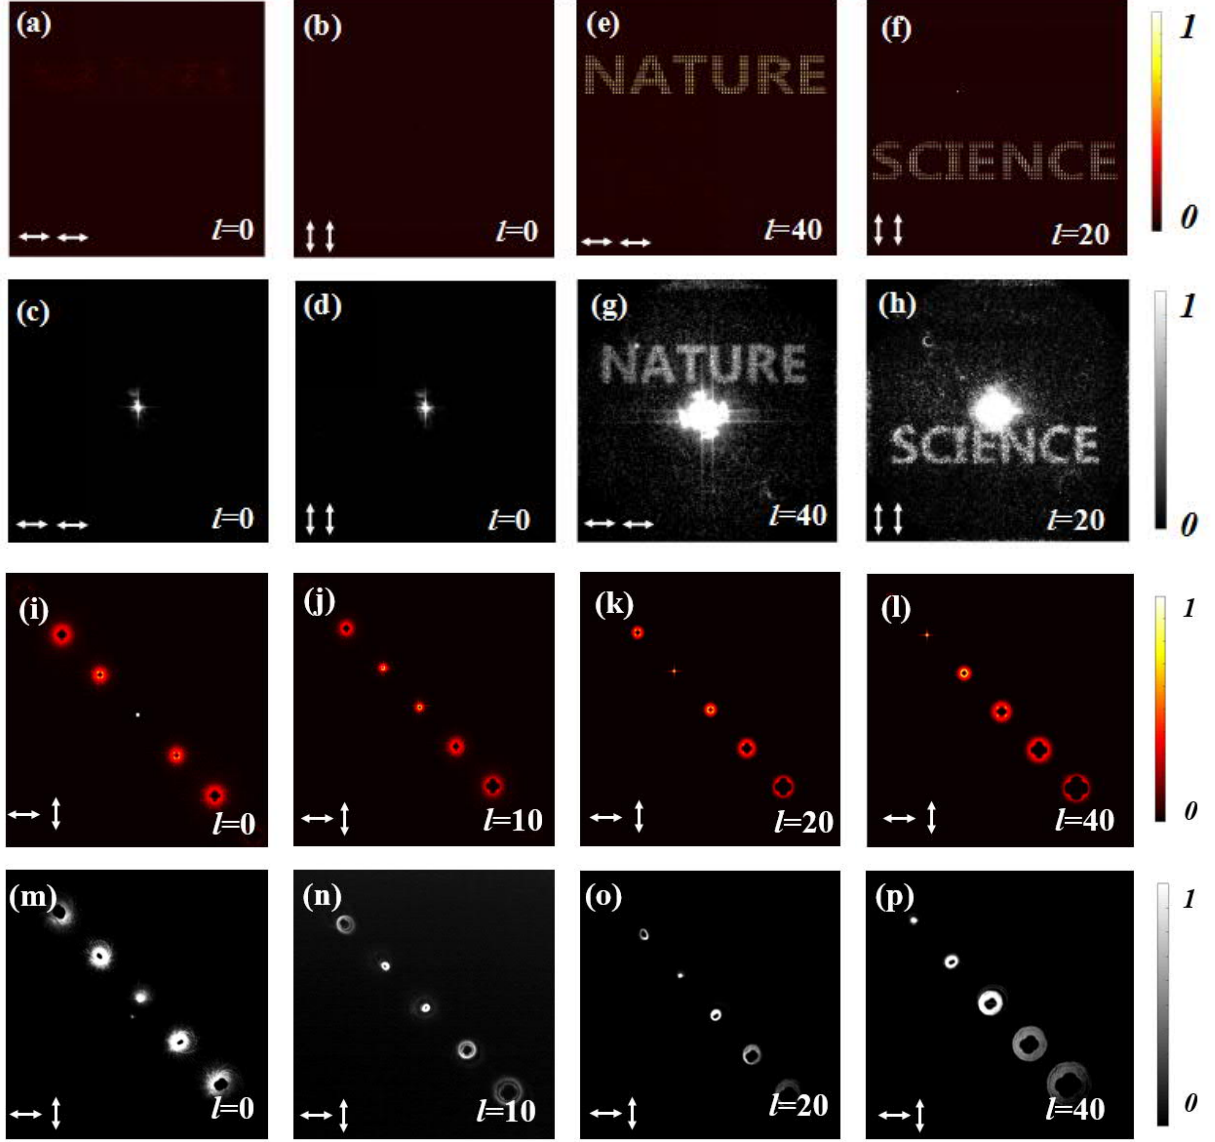 (a)
l=0
(b)
l=0
(e)
NATURE
l=40
(f)
SCIENCE
l=20
1
0
(c)
l=0
(d)
l=0
(g)
NATURE
l=40
(h)
SCIENCE
l=20
1
0
(i)
l=0
(j)
l=10
(k)
l=20
(l)
l=40
1
0
(m)
l=0
(n)
l=10
(o)
l=20
(p)
l=40
1
0